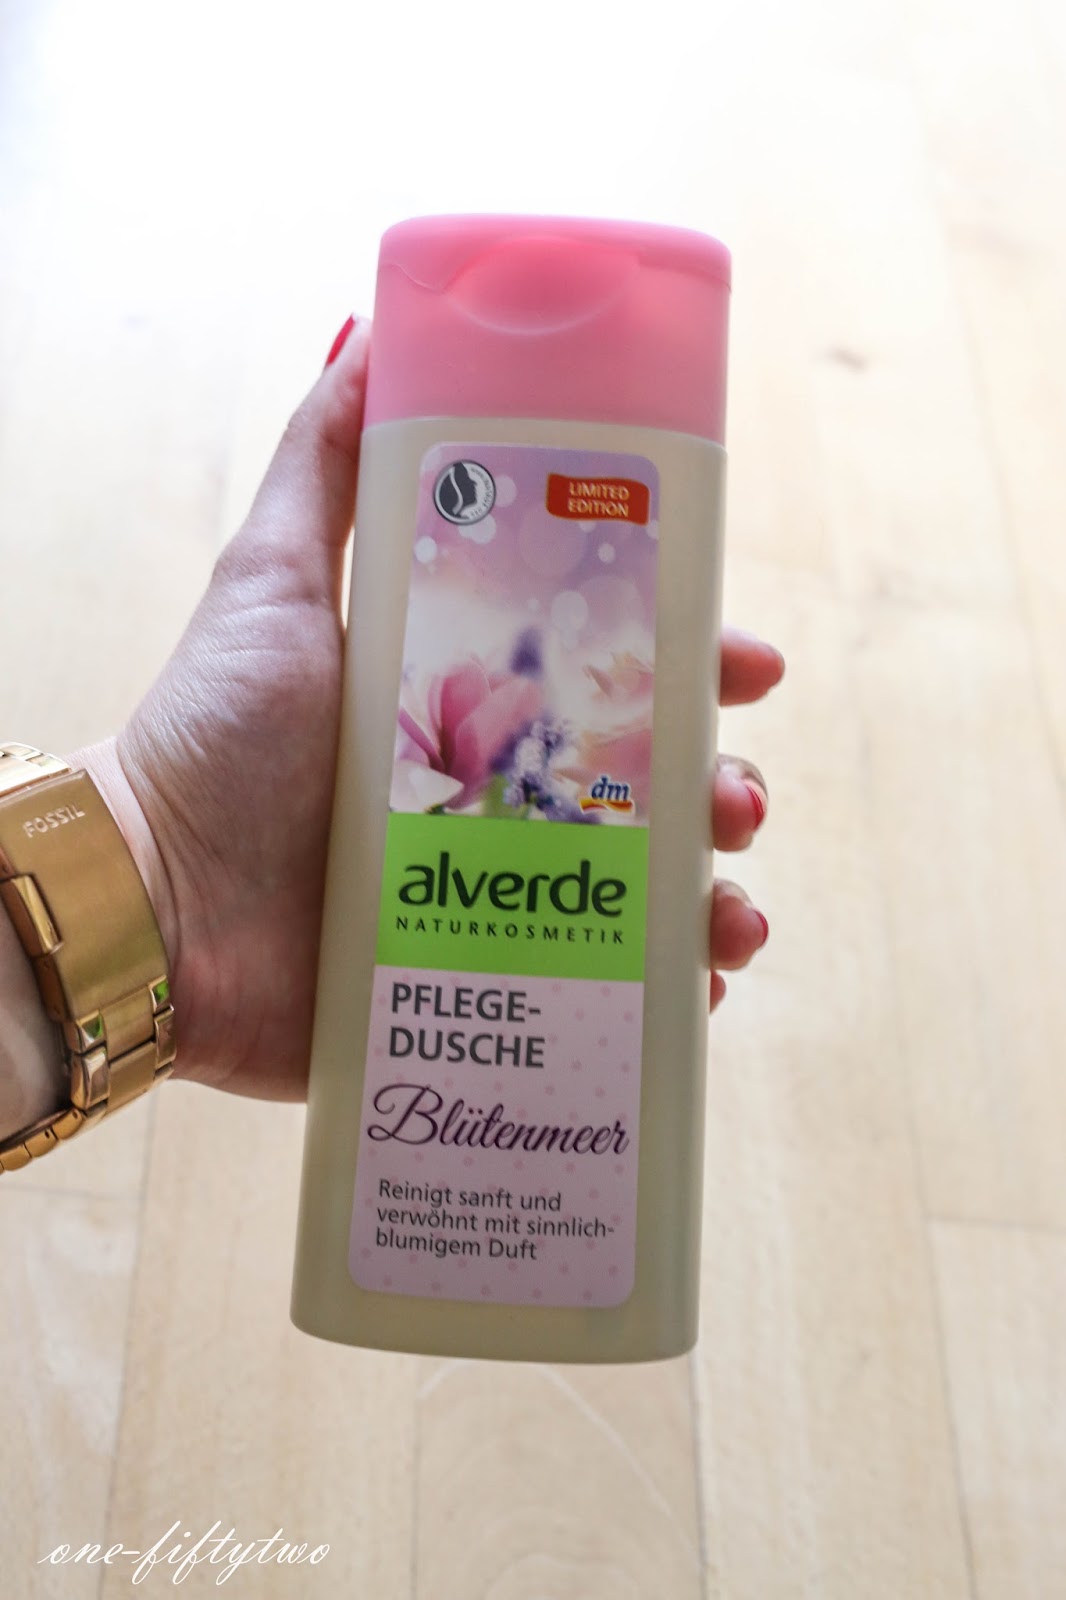 LIMITED
EDITION
dm
alverde
NATURKOSMETIK
PFLEGE-
DUSCHE
Blütenmeer
Reinigt sanft und
verwöhnt mit sinnlich-
blumigem Duft
FOSSIL
one-fiftytwo